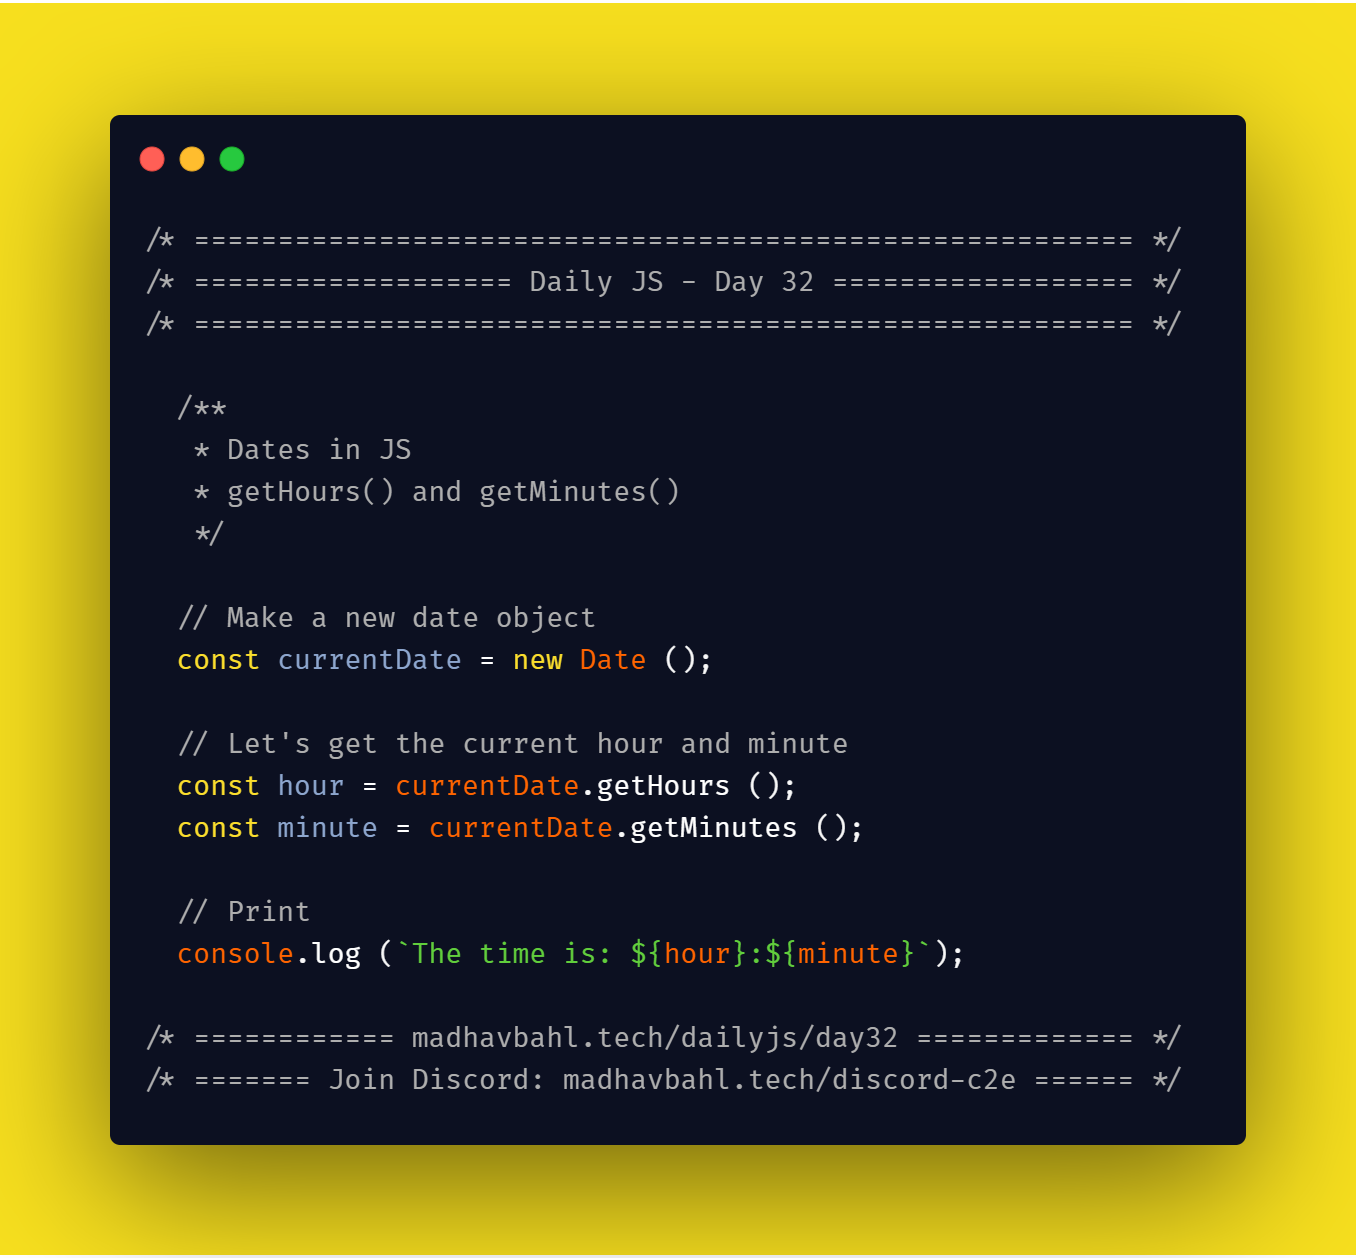 /* ======================================================== */
/* =================== Daily JS - Day 32 ================== */
/* ======================================================== */
/**
* Dates in JS
* getHours() and getMinutes()
*/
// Make a new date object
const currentDate = new Date ();
// Let's get the current hour and minute
const hour = currentDate.getHours ();
const minute = currentDate.getMinutes ();
// Print
console.log (`The time is: ${hour}:${minute}`);
/* ============ madhavbahl.tech/dailyjs/day32 ============= */
/* ======= Join Discord: madhavbahl.tech/discord-c2e ====== */